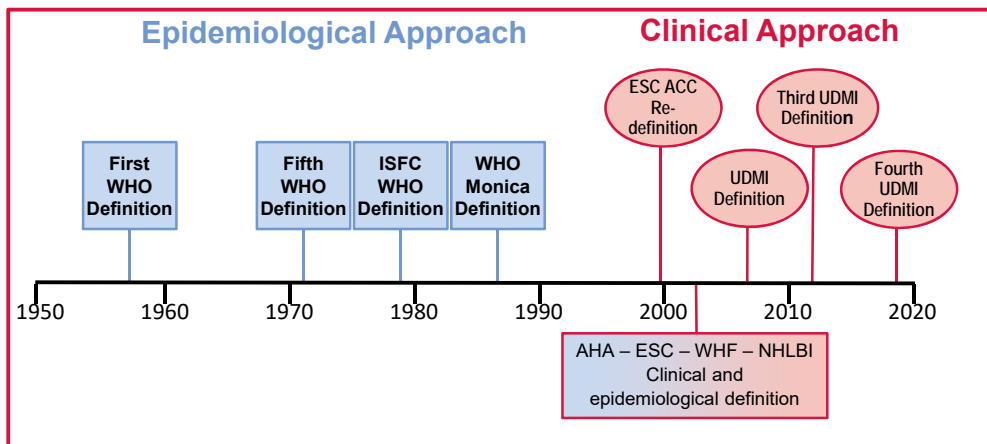 Epidemiological Approach
Clinical Approach
First
WHO
Definition
Fifth
WHO
Definition
ISFC
WHO
Definition
WHO
Monica
Definition
ESC ACC
Re-
definition
UDMI
Definition
Third UDMI
Definition
Fourth
UDMI
Definition
1950
1960
1970
1980
1990
2000
2010
2020
AHA – ESC – WHF – NHLBI
Clinical and
epidemiological definition